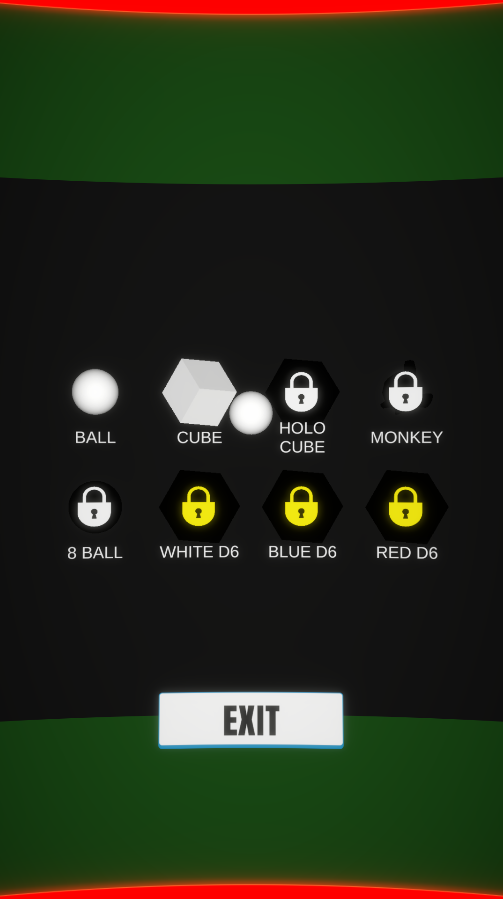 BALL
CUBE
HOLO
CUBE
MONKEY
8 BALL
WHITE D6
BLUE D6
RED D6
EXIT